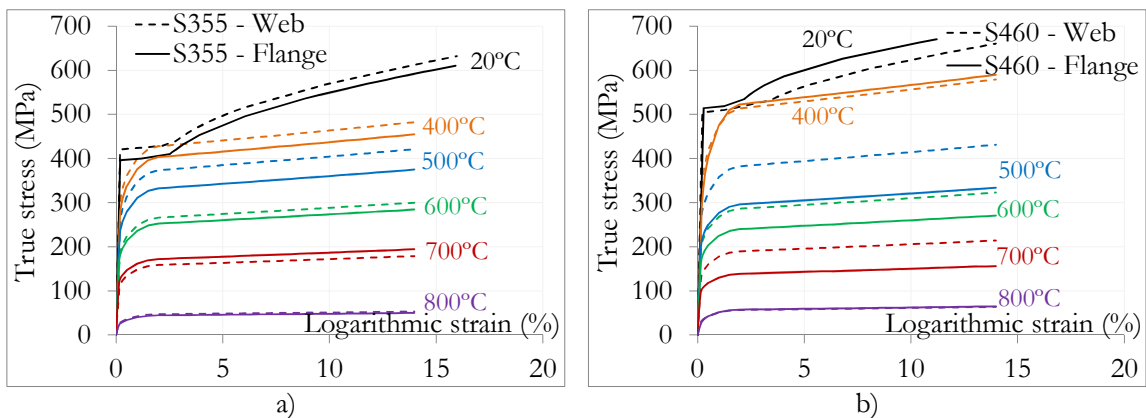 S355 - Web
S355 - Flange
True stress (MPa)
700
600
500
400
300
200
100
0
20ºC
400ºC
500ºC
600ºC
700ºC
800ºC
Logarithmic strain (%)
0 5 10 15 20
a)
S460 - Web
S460 - Flange
True stress (MPa)
700
600
500
400
300
200
100
0
20ºC
400ºC
500ºC
600ºC
700ºC
800ºC
Logarithmic strain (%)
0 5 10 15 20
b)